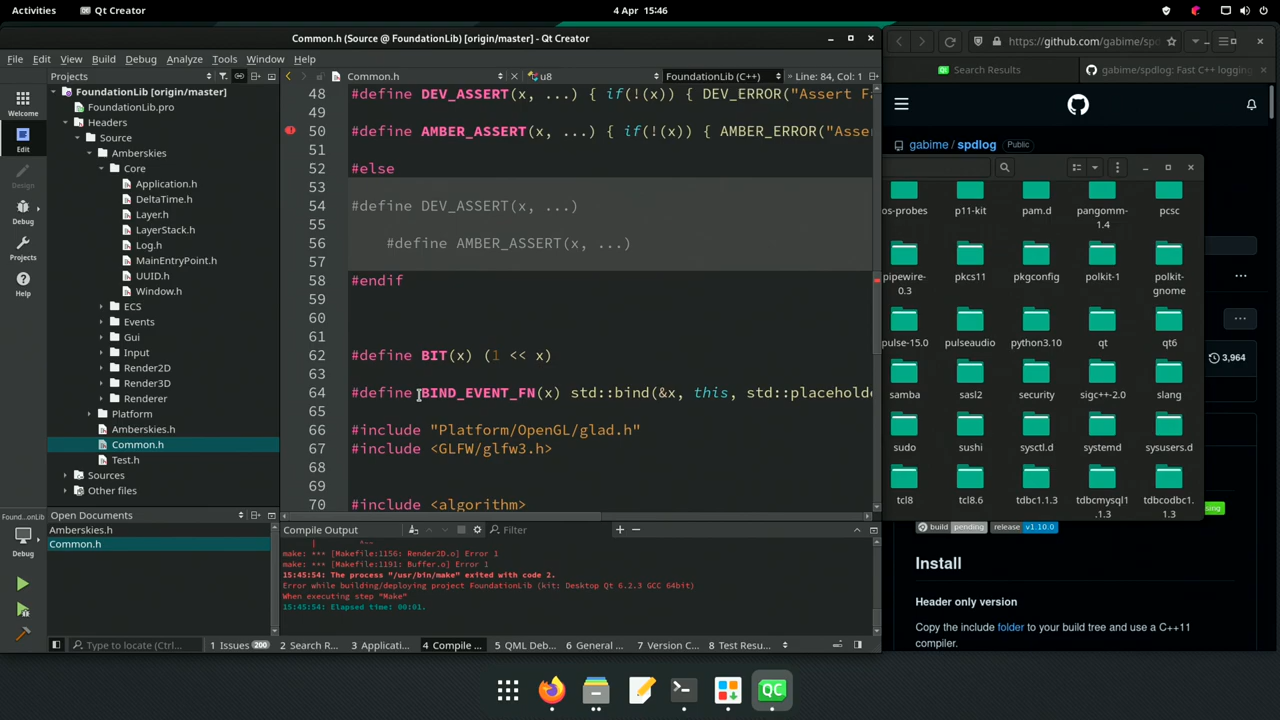 Activities
Qt Creator
4 Apr 15:46
Common.h (Source @ FoundationLib) [origin/master] - Qt Creator
File Edit View Build Debug Analyze Tools Window Help
Projects
Common.h
u8
FoundationLib (C++)
» Line: 84, Col: 1
Welcome
Edit
Design
Debug
Projects
Help
FoundationLib [origin/master]
FoundationLib.pro
Headers
Source
Amberskies
Core
Application.h
DeltaTime.h
Layer.h
LayerStack.h
Log.h
MainEntryPoint.h
UUID.h
Window.h
ECS
Events
Gui
Input
Render2D
Render3D
Renderer
Platform
Amberskies.h
Common.h
Test.h
Sources
Other files
48 #define DEV_ASSERT(x, ...) { if(!(x)) { DEV_ERROR("Assert Fa
49
50 #define AMBER_ASSERT(x, ...) { if(!(x)) { AMBER_ERROR("Asse
51
52 #else
53
54 #define DEV_ASSERT(x, ...)
55
56 #define AMBER_ASSERT(x, ...)
57
58 #endif
59
60
61
62 #define BIT(x) (1 << x)
63
64 #define BIND_EVENT_FN(x) std::bind(&x, this, std::placeholde
65
66 #include "Platform/OpenGL/glad.h"
67 #include <GLFW/glfw3.h>
68
69
70 #include <algorithm>
Open Documents
Amberskies.h
Common.h
Found...Lib
Debug
Compile Output
Filter
| ^~~
make: *** [Makefile:1156: Render2D.o] Error 1
make: *** [Makefile:1191: Buffer.o] Error 1
15:45:54: The process "/usr/bin/make" exited with code 2.
Error while building/deploying project FoundationLib (kit: Desktop Qt 6.2.3 GCC 64bit)
When executing step "Make"
15:45:54: Elapsed time: 00:01.
Type to locate (Ctrl...
1 Issues 200
2 Search R...
3 Applicati...
4 Compile ...
5 QML Deb...
6 General ...
7 Version C...
8 Test Resu...
https://github.com/gabime/spd
Search Results
gabime/spdlog: Fast C++ logging
gabime / spdlog
Public
os-probes
p11-kit
pam.d
pangomm-
1.4
pcsc
pipewire-
0.3
pkcs11
pkgconfig
polkit-1
polkit-
gnome
pulse-15.0
pulseaudio
python3.10
qt
qt6
samba
sasl2
security
sigc++-2.0
slang
sudo
sushi
sysctl.d
systemd
sysusers.d
tcl8
tcl8.6
tdbc1.1.3
tdbcmysql1
.1.3
tdbcodbc1.
1.3
3,964
build pending
release v1.10.0
Install
Header only version
Copy the include folder to your build tree and use a C++11
compiler.
QC